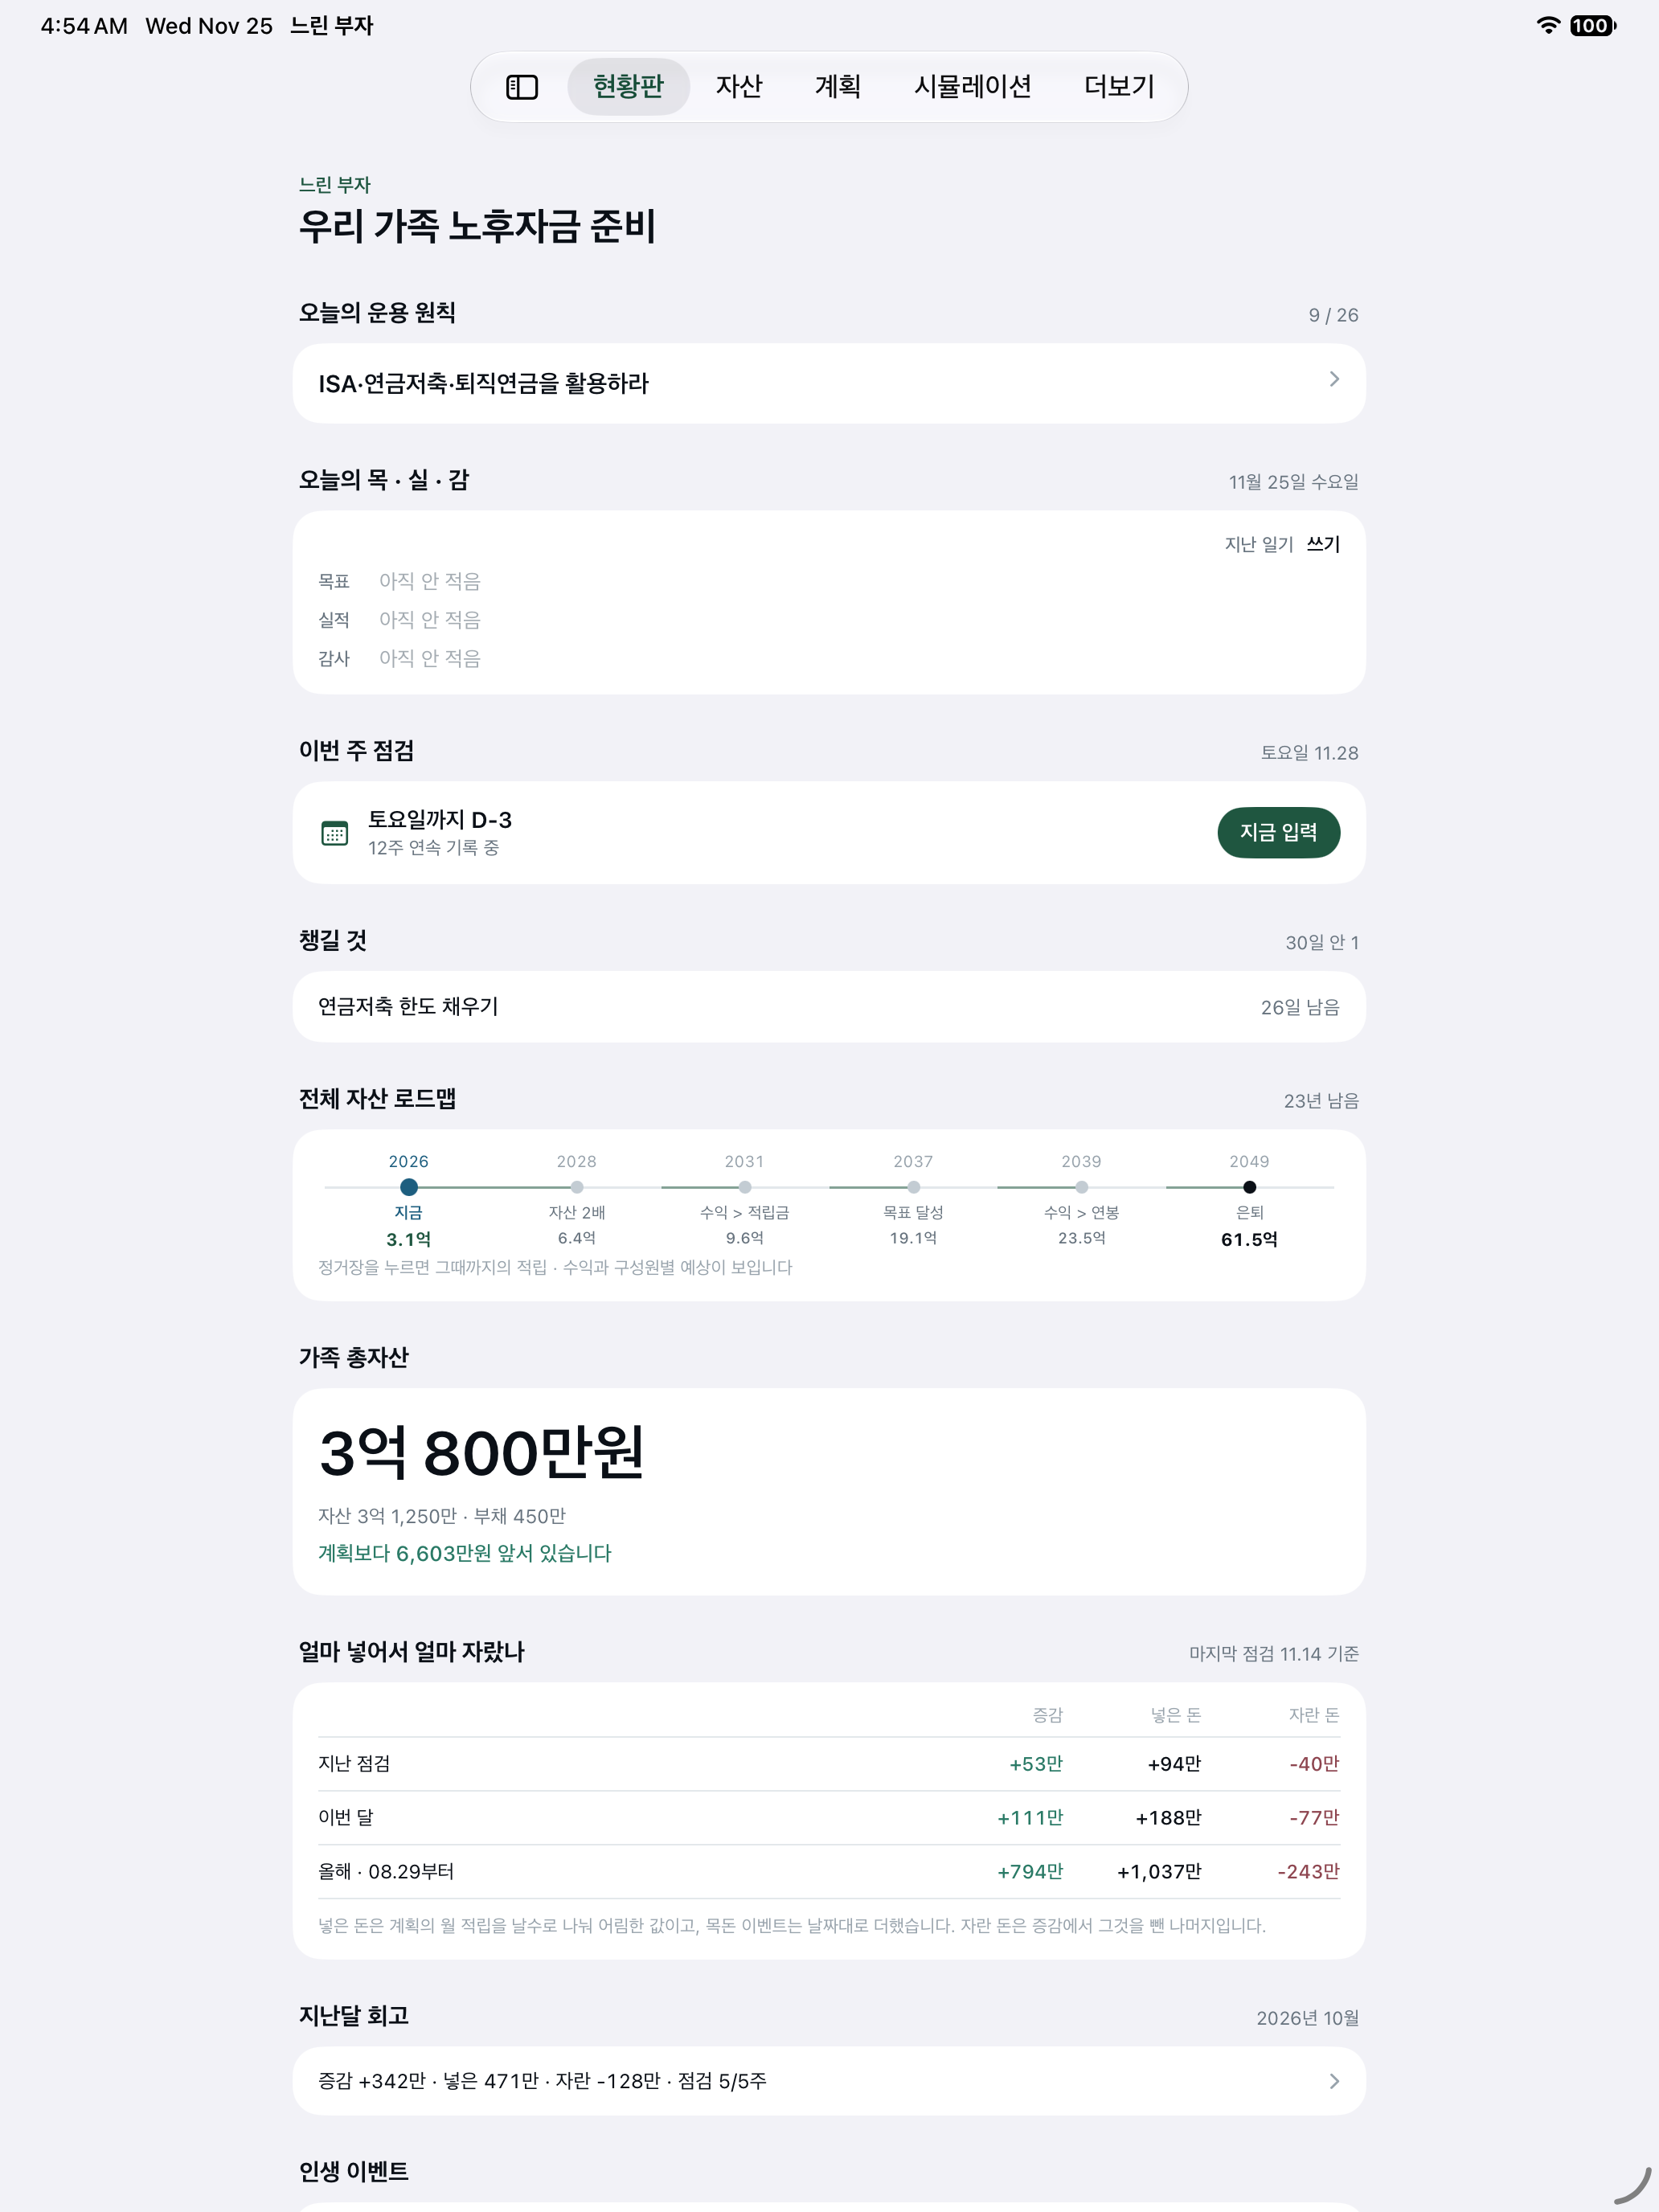 4:54 AM Wed Nov 25 느린 부자
100
현황판 자산 계획 시뮬레이션 더보기
느린 부자
우리 가족 노후자금 준비
오늘의 운용 원칙 9 / 26
ISA·연금저축·퇴직연금을 활용하라
오늘의 목 · 실 · 감 11월 25일 수요일
지난 일기 쓰기
목표 아직 안 적음
실적 아직 안 적음
감사 아직 안 적음
이번 주 점검 토요일 11.28
토요일까지 D-3
12주 연속 기록 중
지금 입력
챙길 것 30일 안 1
연금저축 한도 채우기 26일 남음
전체 자산 로드맵 23년 남음
2026 2028 2031 2037 2039 2049
지금 자산 2배 수익 > 적립금 목표 달성 수익 > 연봉 은퇴
3.1억 6.4억 9.6억 19.1억 23.5억 61.5억
정거장을 누르면 그때까지의 적립 · 수익과 구성원별 예상이 보입니다
가족 총자산
3억 800만원
자산 3억 1,250만 · 부채 450만
계획보다 6,603만원 앞서 있습니다
얼마 넣어서 얼마 자랐나 마지막 점검 11.14 기준
증감 넣은 돈 자란 돈
지난 점검 +53만 +94만 -40만
이번 달 +111만 +188만 -77만
올해 · 08.29부터 +794만 +1,037만 -243만
넣은 돈은 계획의 월 적립을 날수로 나눠 어림한 값이고, 목돈 이벤트는 날짜대로 더했습니다. 자란 돈은 증감에서 그것을 뺀 나머지입니다.
지난달 회고 2026년 10월
증감 +342만 · 넣은 471만 · 자란 -128만 · 점검 5/5주
인생 이벤트